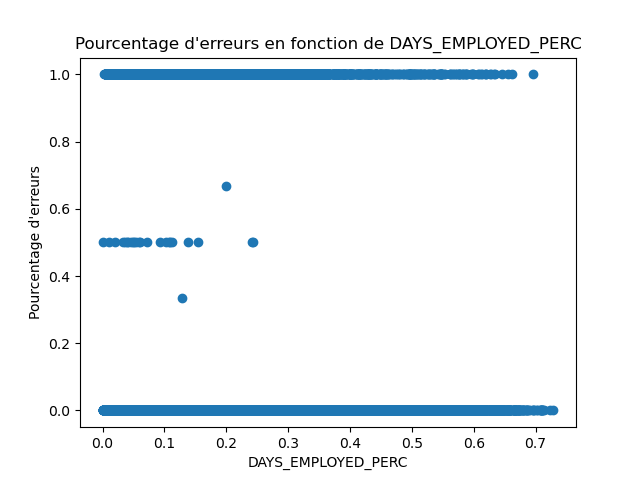 Pourcentage d'erreurs en fonction de DAYS_EMPLOYED_PERC
1.0
0.8
0.6
0.4
0.2
0.0
Pourcentage d'erreurs
0.0 0.1 0.2 0.3 0.4 0.5 0.6 0.7
DAYS_EMPLOYED_PERC